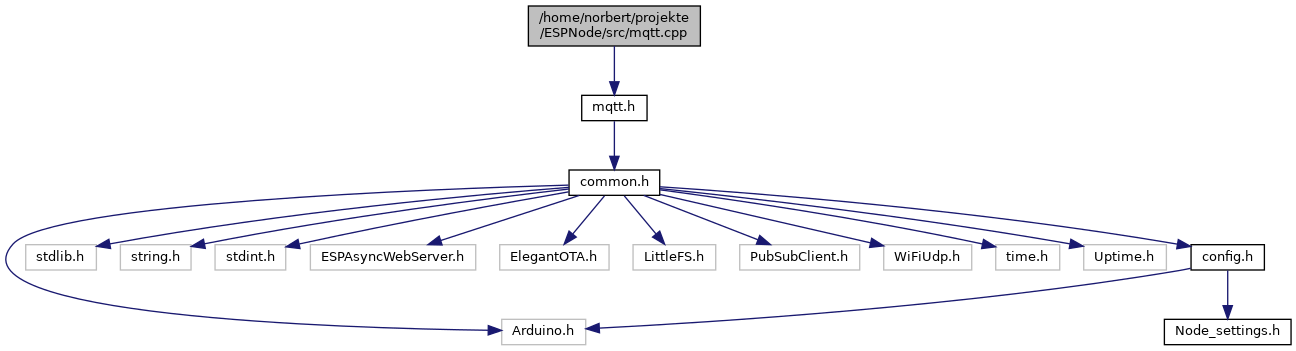 /home/norbert/projekte
/ESPNode/src/mqtt.cpp
mqtt.h
common.h
stdlib.h
string.h
stdint.h
ESPAsyncWebServer.h
ElegantOTA.h
LittleFS.h
PubSubClient.h
WiFiUdp.h
time.h
Uptime.h
config.h
Arduino.h
Node_settings.h